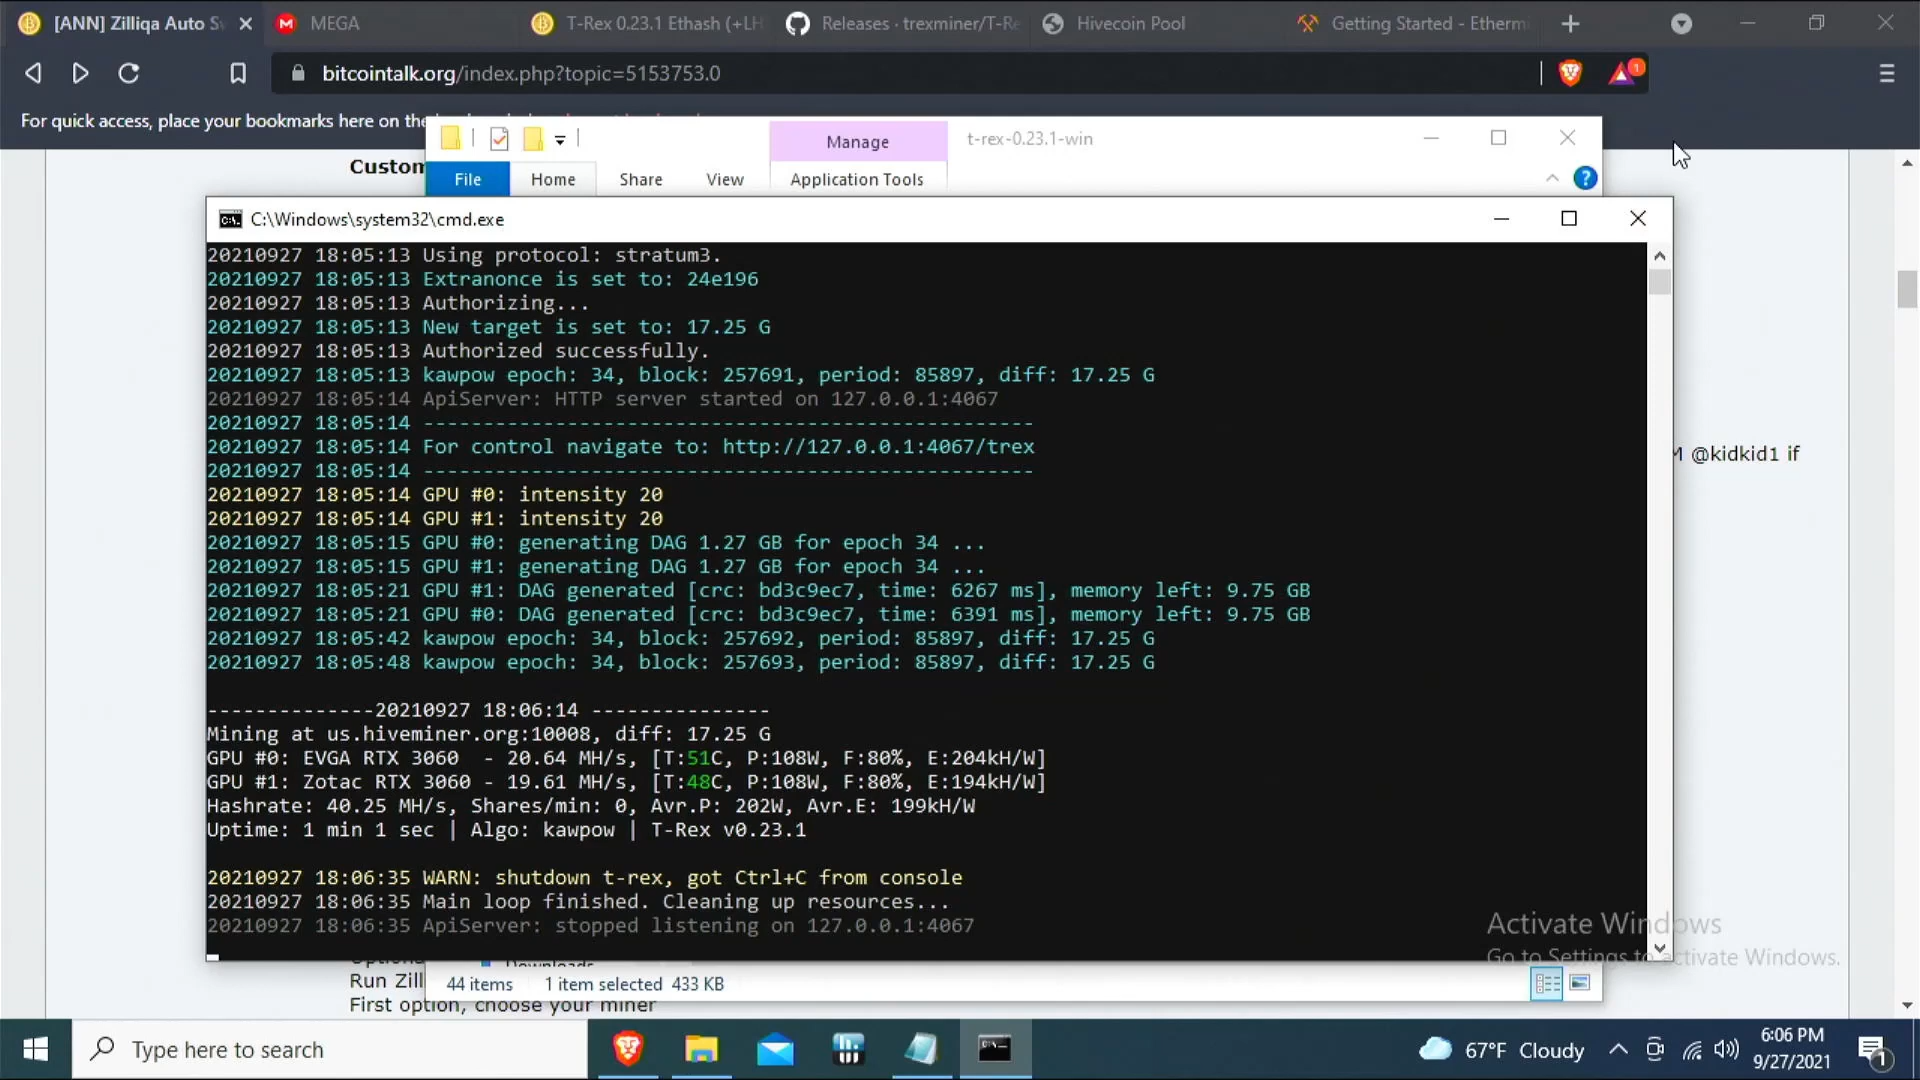 [ANN] Zilliqa Auto Sw
MEGA
T-Rex 0.23.1 Ethash (+LH
Releases · trexminer/T-Re
Hivecoin Pool
Getting Started - Ethermi
bitcointalk.org/index.php?topic=5153753.0
1
For quick access, place your bookmarks here on the
Manage
t-rex-0.23.1-win
Custom
File
Home
Share
View
Application Tools
C:\Windows\system32\cmd.exe
20210927 18:05:13 Using protocol: stratum3.
20210927 18:05:13 Extranonce is set to: 24e196
20210927 18:05:13 Authorizing...
20210927 18:05:13 New target is set to: 17.25 G
20210927 18:05:13 Authorized successfully.
20210927 18:05:13 kawpow epoch: 34, block: 257691, period: 85897, diff: 17.25 G
20210927 18:05:14 ApiServer: HTTP server started on 127.0.0.1:4067
20210927 18:05:14 ---------------------------------------------------
20210927 18:05:14 For control navigate to: http://127.0.0.1:4067/trex
20210927 18:05:14 ---------------------------------------------------
20210927 18:05:14 GPU #0: intensity 20
20210927 18:05:14 GPU #1: intensity 20
20210927 18:05:15 GPU #0: generating DAG 1.27 GB for epoch 34 ...
20210927 18:05:15 GPU #1: generating DAG 1.27 GB for epoch 34 ...
20210927 18:05:21 GPU #1: DAG generated [crc: bd3c9ec7, time: 6267 ms], memory left: 9.75 GB
20210927 18:05:21 GPU #0: DAG generated [crc: bd3c9ec7, time: 6391 ms], memory left: 9.75 GB
20210927 18:05:42 kawpow epoch: 34, block: 257692, period: 85897, diff: 17.25 G
20210927 18:05:48 kawpow epoch: 34, block: 257693, period: 85897, diff: 17.25 G
--------------20210927 18:06:14 ---------------
Mining at us.hiveminer.org:10008, diff: 17.25 G
GPU #0: EVGA RTX 3060  - 20.64 MH/s, [T:51C, P:108W, F:80%, E:204kH/W]
GPU #1: Zotac RTX 3060 - 19.61 MH/s, [T:48C, P:108W, F:80%, E:194kH/W]
Hashrate: 40.25 MH/s, Shares/min: 0, Avr.P: 202W, Avr.E: 199kH/W
Uptime: 1 min 1 sec | Algo: kawpow | T-Rex v0.23.1
20210927 18:06:35 WARN: shutdown t-rex, got Ctrl+C from console
20210927 18:06:35 Main loop finished. Cleaning up resources...
20210927 18:06:35 ApiServer: stopped listening on 127.0.0.1:4067
@kidkid1 if
Activate Windows
Go to Settings to activate Windows.
Downloads
Run Zill
44 items
1 item selected 433 KB
First option, choose your miner
Type here to search
67°F Cloudy
6:06 PM
9/27/2021
1